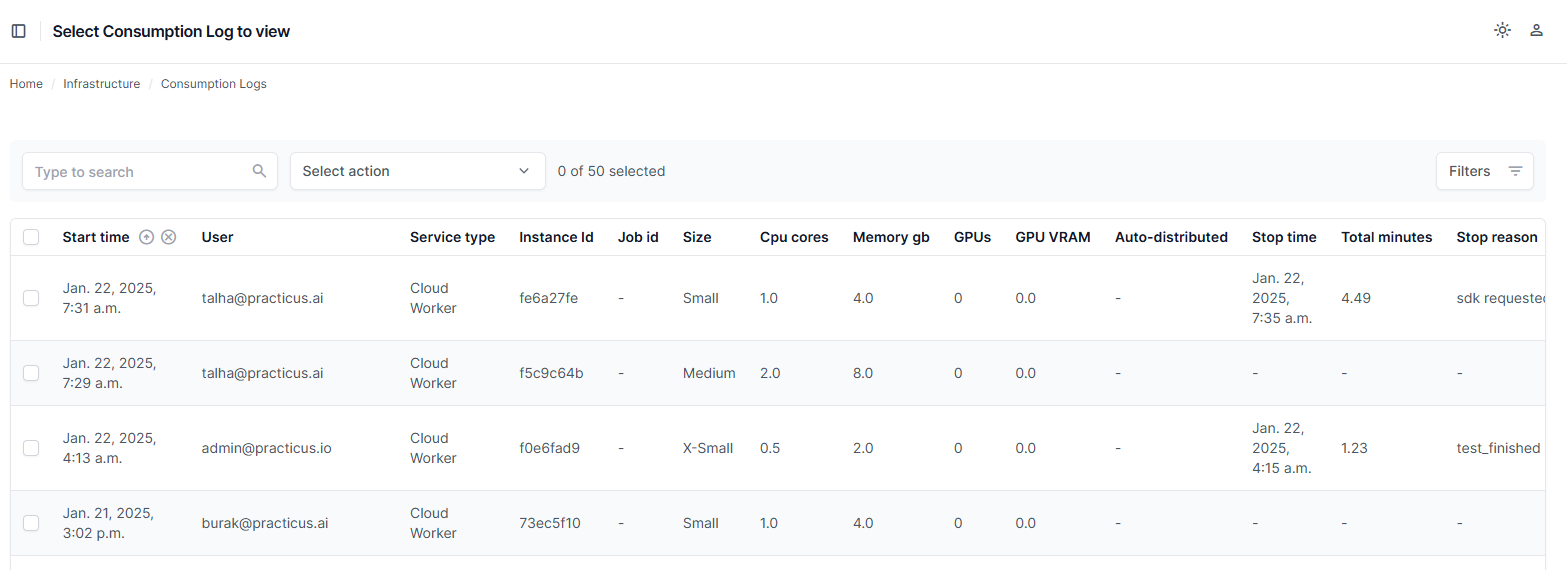 Select Consumption Log to view
Home / Infrastructure / Consumption Logs
Type to search Select action 0 of 50 selected Filters
Start time User Service type Instance Id Job id Size Cpu cores Memory gb GPUs GPU VRAM Auto-distributed Stop time Total minutes Stop reason
Jan. 22, 2025, 7:31 a.m. talha@practicus.ai Cloud Worker fe6a27fe - Small 1.0 4.0 0 0.0 - Jan. 22, 2025, 7:35 a.m. 4.49 sdk requested
Jan. 22, 2025, 7:29 a.m. talha@practicus.ai Cloud Worker f5c9c64b - Medium 2.0 8.0 0 0.0 - - - -
Jan. 22, 2025, 4:13 a.m. admin@practicus.io Cloud Worker f0e6fad9 - X-Small 0.5 2.0 0 0.0 - Jan. 22, 2025, 4:15 a.m. 1.23 test_finished
Jan. 21, 2025, 3:02 p.m. burak@practicus.ai Cloud Worker 73ec5f10 - Small 1.0 4.0 0 0.0 - - - -